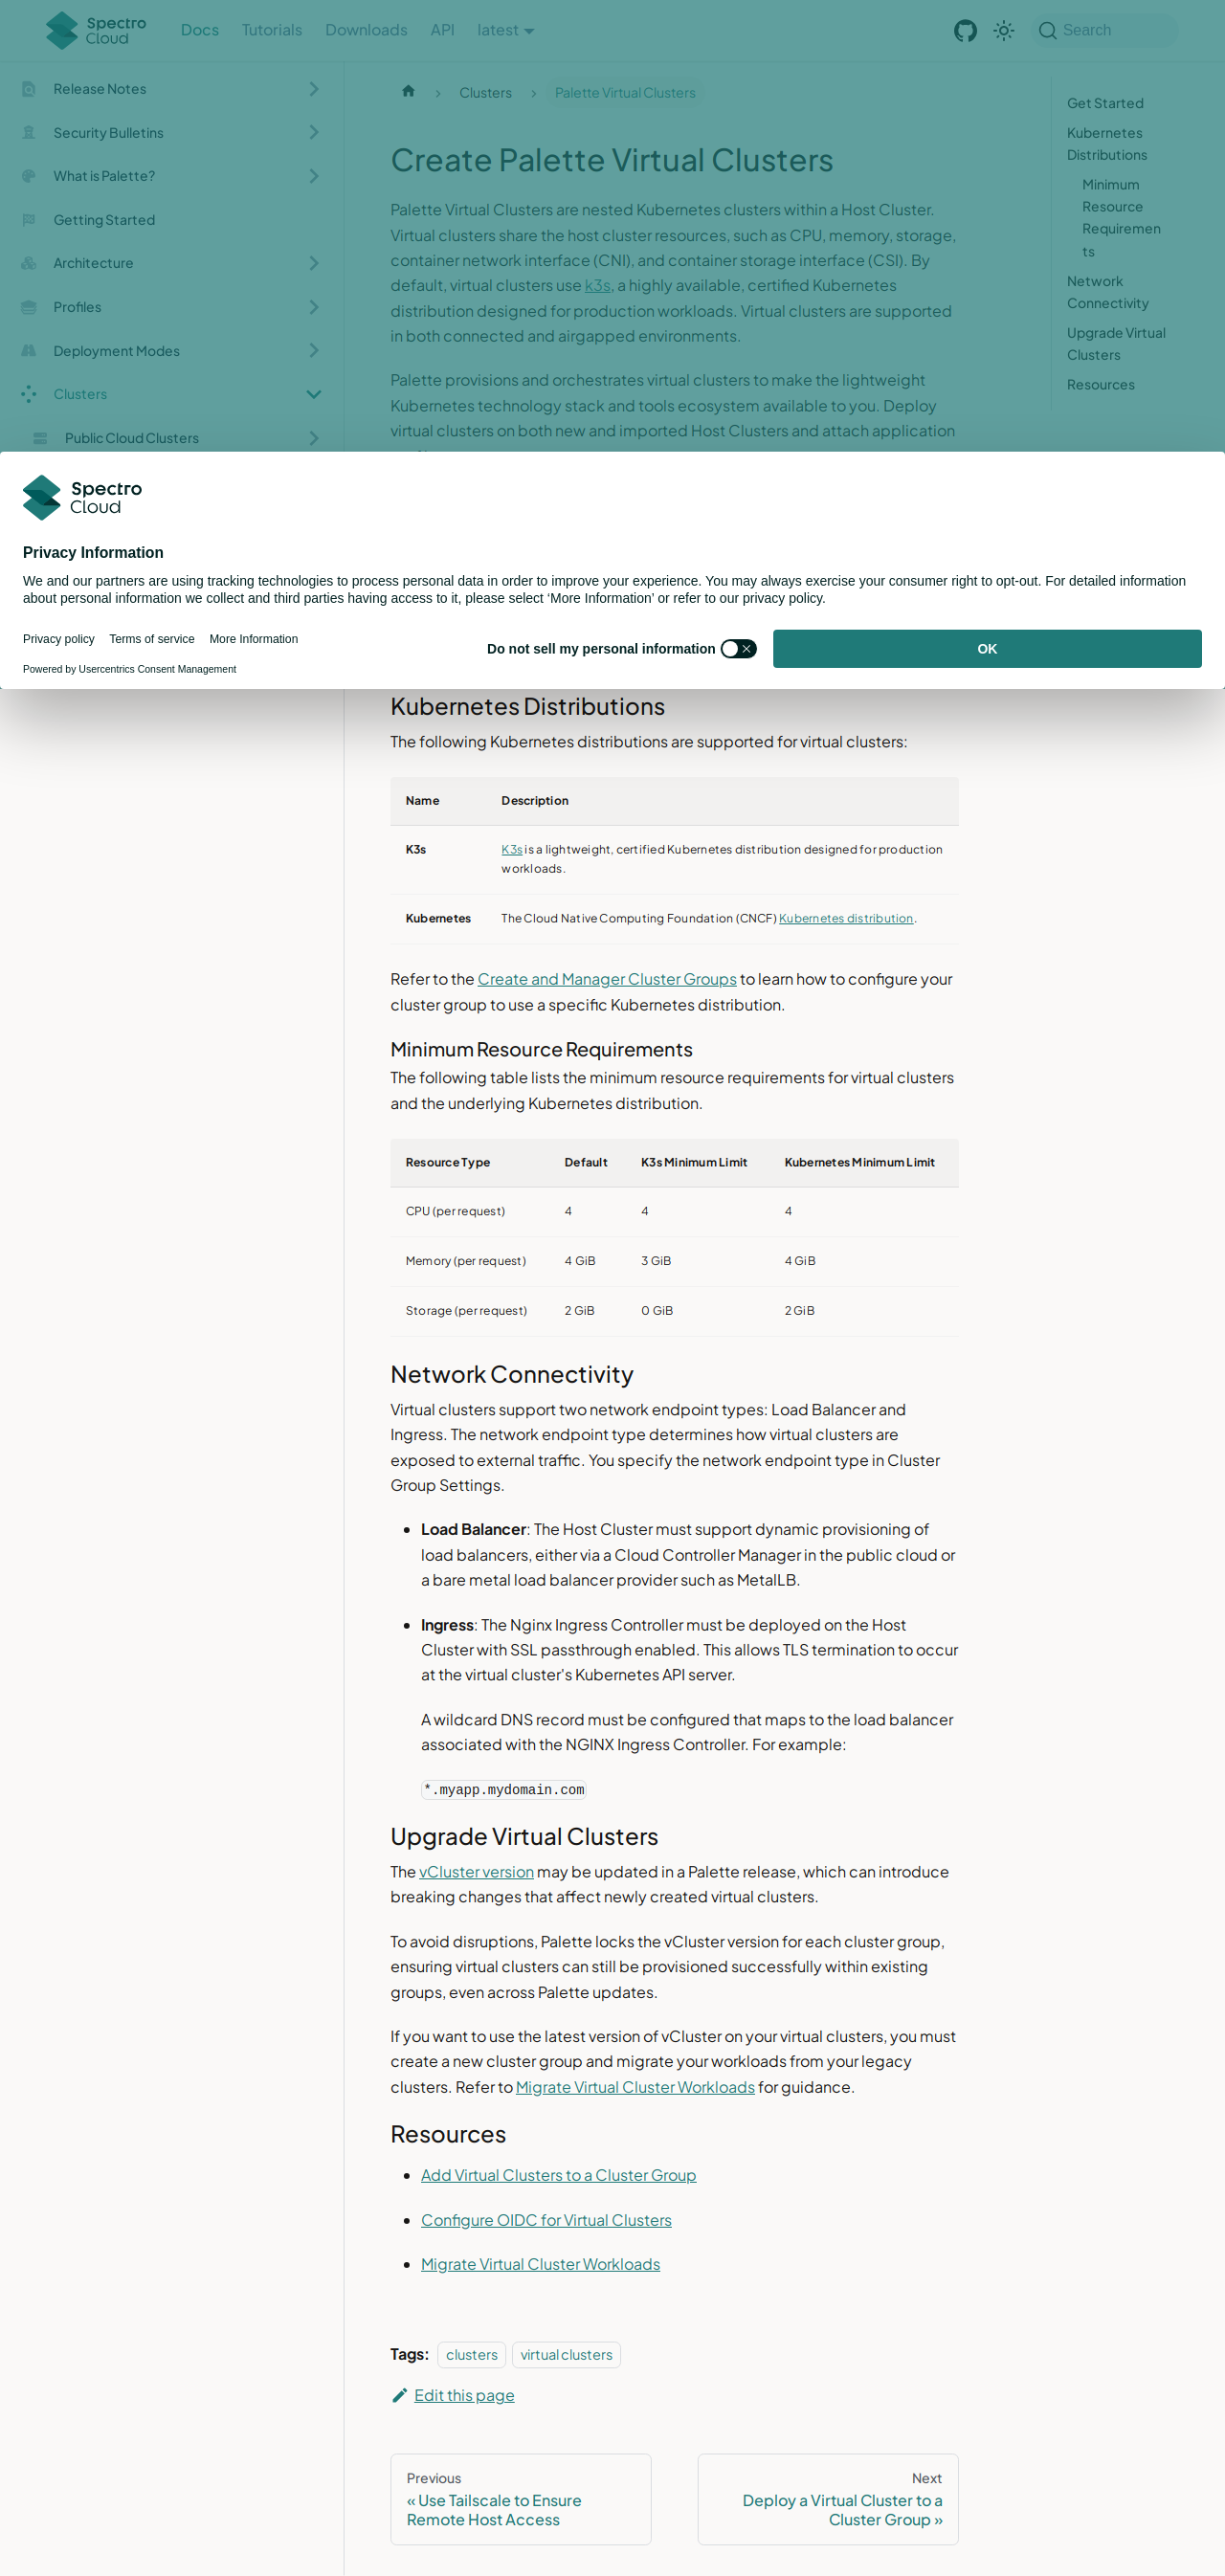 Spectro
Cloud
Docs
Tutorials
Downloads
API
latest
Search
Release Notes
Security Bulletins
What is Palette?
Getting Started
Architecture
Profiles
Deployment Modes
Clusters
Public Cloud Clusters
Clusters
Palette Virtual Clusters
Create Palette Virtual Clusters
Palette Virtual Clusters are nested Kubernetes clusters within a Host Cluster.
Virtual clusters share the host cluster resources, such as CPU, memory, storage,
container network interface (CNI), and container storage interface (CSI). By
default, virtual clusters use k3s, a highly available, certified Kubernetes
distribution designed for production workloads. Virtual clusters are supported
in both connected and airgapped environments.
Palette provisions and orchestrates virtual clusters to make the lightweight
Kubernetes technology stack and tools ecosystem available to you. Deploy
virtual clusters on both new and imported Host Clusters and attach application
Get Started
Kubernetes
Distributions
Minimum
Resource
Requiremen
ts
Network
Connectivity
Upgrade Virtual
Clusters
Resources
Spectro
Cloud
Privacy Information
We and our partners are using tracking technologies to process personal data in order to improve your experience. You may always exercise your consumer right to opt-out. For detailed information
about personal information we collect and third parties having access to it, please select ‘More Information’ or refer to our privacy policy.
Privacy policy
Terms of service
More Information
Powered by Usercentrics Consent Management
Do not sell my personal information
OK
Kubernetes Distributions
The following Kubernetes distributions are supported for virtual clusters:
Name Description
K3s K3s is a lightweight, certified Kubernetes distribution designed for production
workloads.
Kubernetes The Cloud Native Computing Foundation (CNCF) Kubernetes distribution.
Refer to the Create and Manager Cluster Groups to learn how to configure your
cluster group to use a specific Kubernetes distribution.
Minimum Resource Requirements
The following table lists the minimum resource requirements for virtual clusters
and the underlying Kubernetes distribution.
Resource Type Default K3s Minimum Limit Kubernetes Minimum Limit
CPU (per request) 4 4 4
Memory (per request) 4 GiB 3 GiB 4 GiB
Storage (per request) 2 GiB 0 GiB 2 GiB
Network Connectivity
Virtual clusters support two network endpoint types: Load Balancer and
Ingress. The network endpoint type determines how virtual clusters are
exposed to external traffic. You specify the network endpoint type in Cluster
Group Settings.
Load Balancer: The Host Cluster must support dynamic provisioning of
load balancers, either via a Cloud Controller Manager in the public cloud or
a bare metal load balancer provider such as MetalLB.
Ingress: The Nginx Ingress Controller must be deployed on the Host
Cluster with SSL passthrough enabled. This allows TLS termination to occur
at the virtual cluster's Kubernetes API server.
A wildcard DNS record must be configured that maps to the load balancer
associated with the NGINX Ingress Controller. For example:
*.myapp.mydomain.com
Upgrade Virtual Clusters
The vCluster version may be updated in a Palette release, which can introduce
breaking changes that affect newly created virtual clusters.
To avoid disruptions, Palette locks the vCluster version for each cluster group,
ensuring virtual clusters can still be provisioned successfully within existing
groups, even across Palette updates.
If you want to use the latest version of vCluster on your virtual clusters, you must
create a new cluster group and migrate your workloads from your legacy
clusters. Refer to Migrate Virtual Cluster Workloads for guidance.
Resources
Add Virtual Clusters to a Cluster Group
Configure OIDC for Virtual Clusters
Migrate Virtual Cluster Workloads
Tags: clusters virtual clusters
Edit this page
Previous
« Use Tailscale to Ensure
Remote Host Access
Next
Deploy a Virtual Cluster to a
Cluster Group »